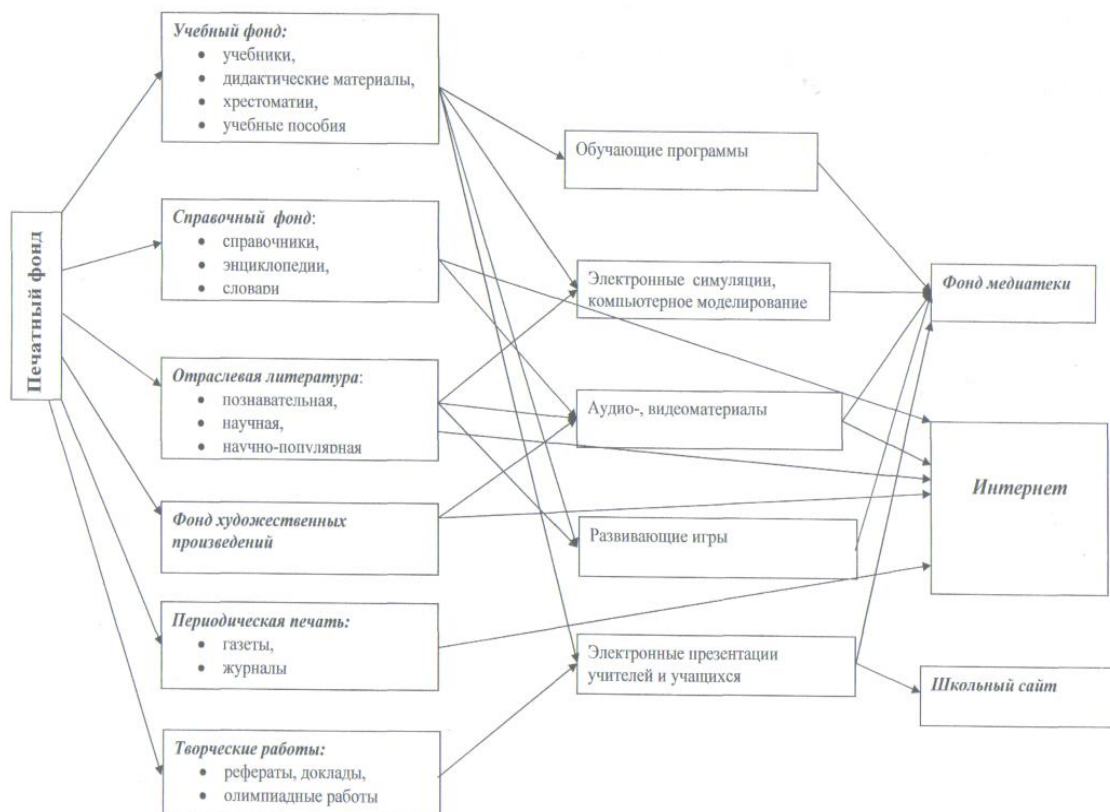 Печатный фонд
Учебный фонд:
• учебники,
• дидактические материалы,
• хрестоматии,
• учебные пособия
Справочный фонд:
• справочники,
• энциклопедии,
• словари
Отраслевая литература:
• познавательная,
• научная,
• научно-популярная
Фонд художественных
произведений
Периодическая печать:
• газеты,
• журналы
Творческие работы:
• рефераты, доклады,
• олимпиадные работы
Обучающие программы
Электронные симуляции,
компьютерное моделирование
Аудио-, видеоматериалы
Развивающие игры
Электронные презентации
учителей и учащихся
Фонд медиатеки
Интернет
Школьный сайт